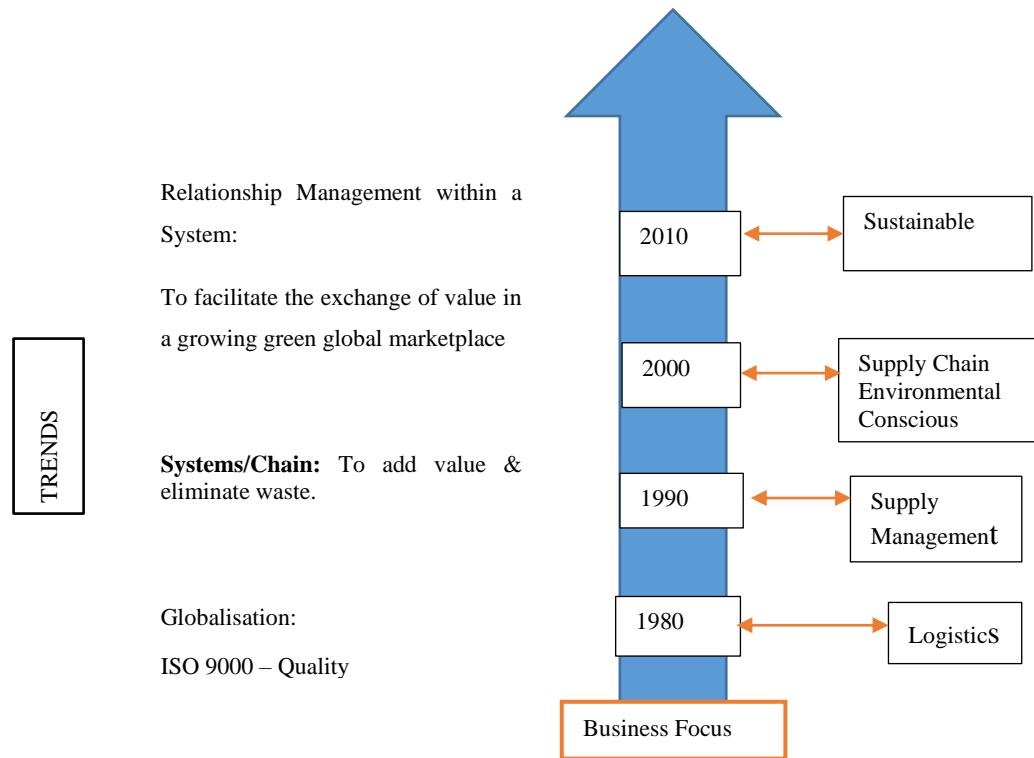 Relationship Management within a
System:
2010
Sustainable
To facilitate the exchange of value in
a growing green global marketplace
2000
Supply Chain
Environmental
Conscious
TRENDS
Systems/Chain: To add value &
eliminate waste.
1990
Supply
Management
Globalisation:
1980
Logistics
ISO 9000 – Quality
Business Focus